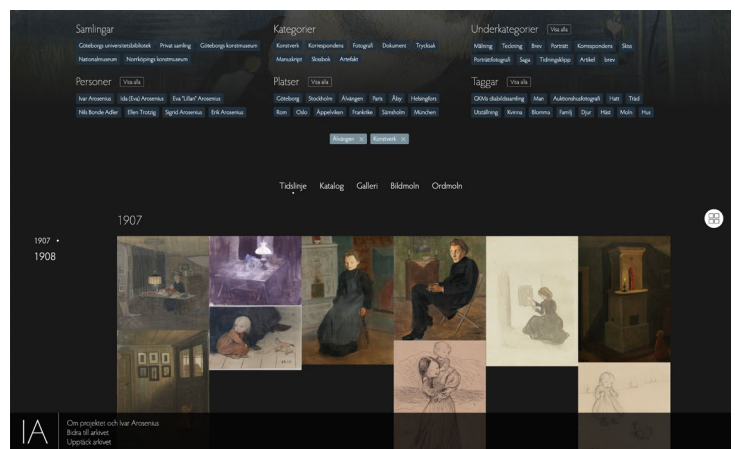 Samlingar
Göteborgs universitetsbibliotek Privat samling Göteborgs konstmuseum
Nationalmuseum Norrköpings konstmuseum
Kategorier
Konstverk Korrespondens Fotografi Dokument Trycksak
Manuskript Skissbok Artefakt
Underkategorier Visa alla
Målning Teckning Brev Porträtt Korrespondens Skiss
Porträttfotografi Saga Tidningsklipp Artikel brev
Personer Visa alla
Ivar Arosenius Ida (Eva) Arosenius Eva "Lillan" Arosenius
Nils Bonde Adler Ellen Trotzig Sigrid Arosenius Erik Arosenius
Platser Visa alla
Göteborg Stockholm Älvängen Paris Åby Helsingfors
Rom Oslo Äppelviken Frankrike Särnsholm München
Taggar Visa alla
GKMs diabildssamling Man Auktionshusfotografi Hatt Träd
Utställning Kvinna Blomma Familj Djur Häst Moln Hus
Älvängen × Konstverk ×
Tidslinje Katalog Galleri Bildmoln Ordmoln
1907
1907
1908
IA
Om projektet och Ivar Arosenius
Bidra till arkivet
Upptäck arkivet